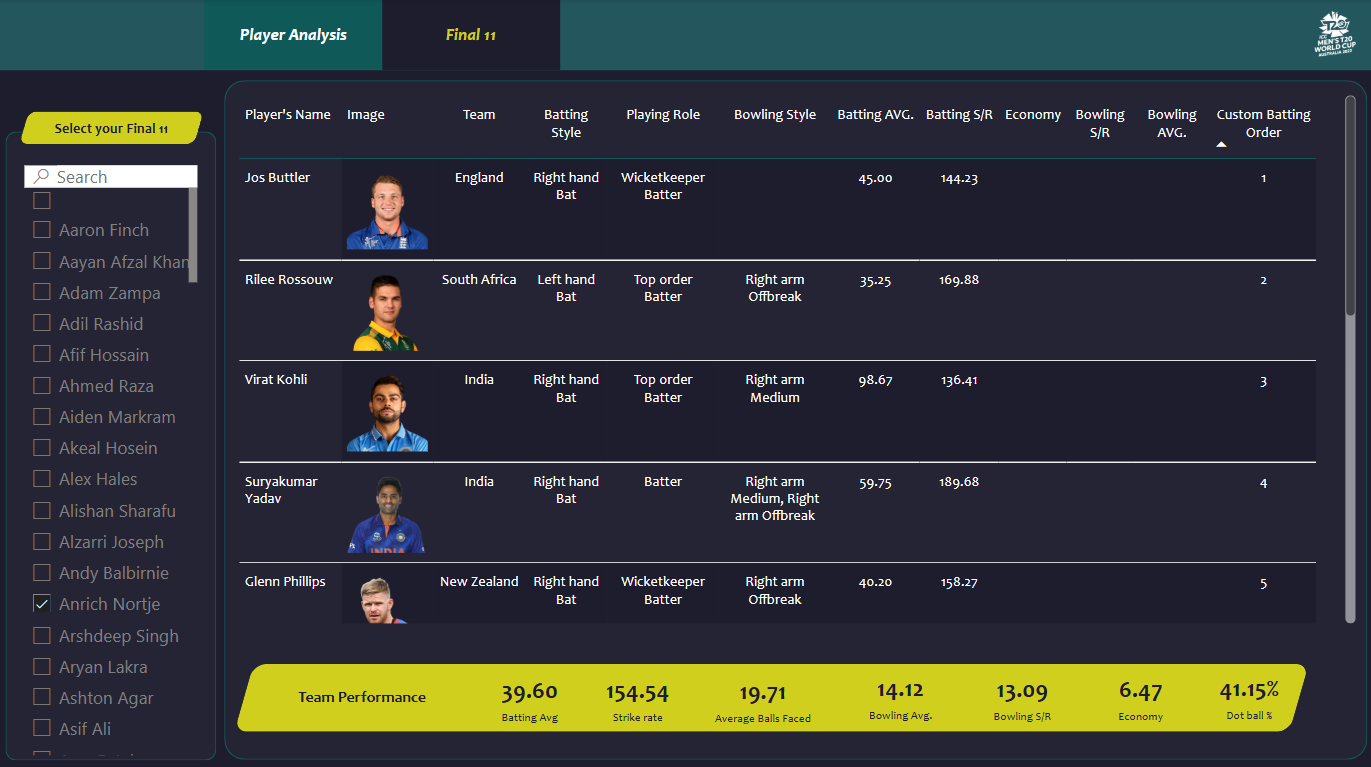 Player Analysis
Final 11
ICC
MEN'S T20
WORLD CUP
AUSTRALIA 2022
Select your Final 11
Search
Aaron Finch
Aayan Afzal Khan
Adam Zampa
Adil Rashid
Afif Hossain
Ahmed Raza
Aiden Markram
Akeal Hosein
Alex Hales
Alishan Sharafu
Alzarri Joseph
Andy Balbirnie
Anrich Nortje
Arshdeep Singh
Aryan Lakra
Ashton Agar
Asif Ali
Player's Name Image Team Batting Style Playing Role Bowling Style Batting AVG. Batting S/R Economy Bowling S/R Bowling AVG. Custom Batting Order
Jos Buttler England Right hand Bat Wicketkeeper Batter 45.00 144.23 1
Rilee Rossouw South Africa Left hand Bat Top order Batter Right arm Offbreak 35.25 169.88 2
Virat Kohli India Right hand Bat Top order Batter Right arm Medium 98.67 136.41 3
Suryakumar Yadav India Right hand Bat Batter Right arm Medium, Right arm Offbreak 59.75 189.68 4
INDIA
Glenn Phillips New Zealand Right hand Bat Wicketkeeper Batter Right arm Offbreak 40.20 158.27 5
Team Performance
39.60 154.54 19.71 14.12 13.09 6.47 41.15%
Batting Avg Strike rate Average Balls Faced Bowling Avg. Bowling S/R Economy Dot ball %